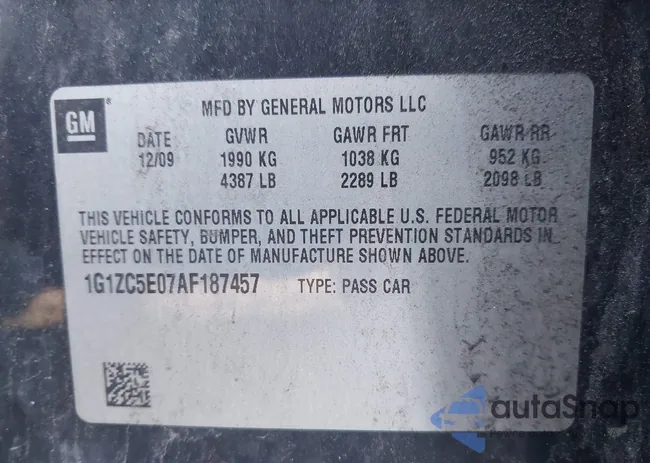 GM®
MFD BY GENERAL MOTORS LLC
DATE GVWR GAWR FRT GAWR RR
12/09 1990 KG 1038 KG 952 KG
4387 LB 2289 LB 2098 LB
THIS VEHICLE CONFORMS TO ALL APPLICABLE U.S. FEDERAL MOTOR
VEHICLE SAFETY, BUMPER, AND THEFT PREVENTION STANDARDS IN
EFFECT ON THE DATE OF MANUFACTURE SHOWN ABOVE.
1G1ZC5E07AF187457 TYPE: PASS CAR
autoSnap